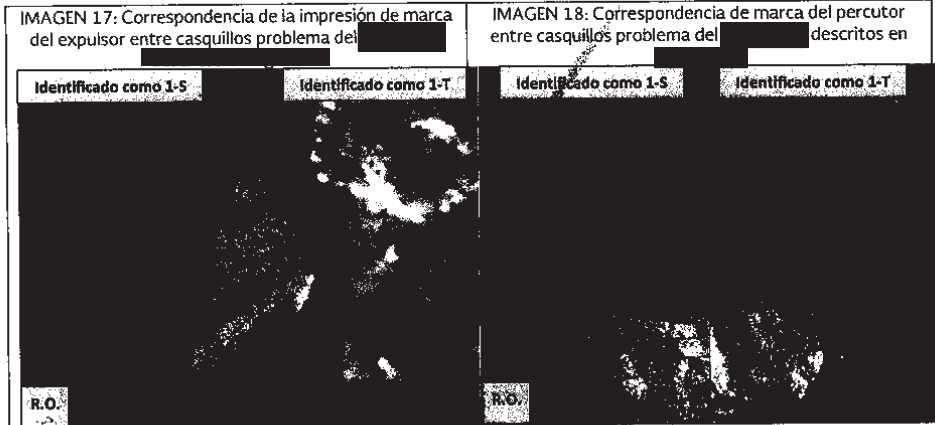 IMAGEN 17: Correspondencia de la impresión de marca
del expulsor entre casquillos problema del
Identificado como 1-S
Identificado como 1-T
R.O.
IMAGEN 18: Correspondencia de marca del percutor
entre casquillos problema del descritos en
Identificado como 1-S
Identificado como 1-T
R.O.